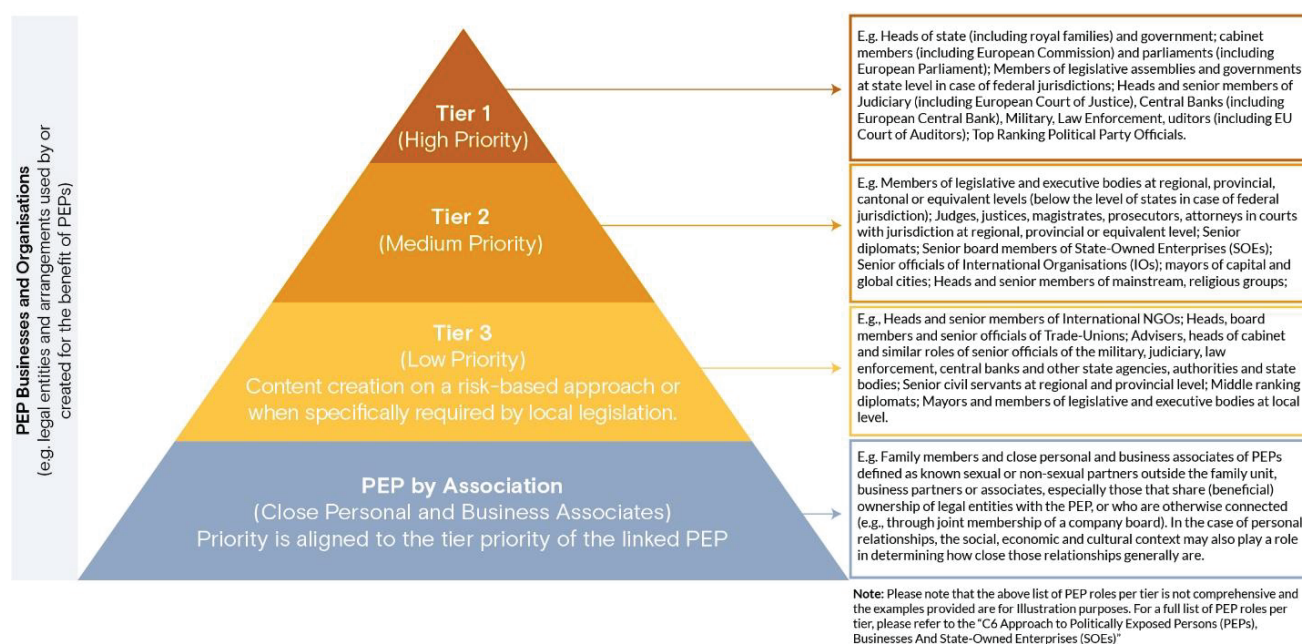 PEP Businesses and Organisations
(e.g. legal entities and arrangements used by or
created for the benefit of PEPs)
Tier 1
(High Priority)
E.g. Heads of state (including royal families) and government; cabinet
members (including European Commission) and parliaments (including
European Parliament); Members of legislative assemblies and governments
at state level in case of federal jurisdictions; Heads and senior members of
Judiciary (including European Court of Justice), Central Banks (including
European Central Bank), Military, Law Enforcement, uditors (including EU
Court of Auditors); Top Ranking Political Party Officials.
Tier 2
(Medium Priority)
E.g. Members of legislative and executive bodies at regional, provincial,
cantonal or equivalent levels (below the level of states in case of federal
jurisdiction); Judges, justices, magistrates, prosecutors, attorneys in courts
with jurisdiction at regional, provincial or equivalent level; Senior
diplomats; Senior board members of State-Owned Enterprises (SOEs);
Senior officials of International Organisations (IOs); mayors of capital and
global cities; Heads and senior members of mainstream, religious groups;
Tier 3
(Low Priority)
Content creation on a risk-based approach or
when specifically required by local legislation.
E.g., Heads and senior members of International NGOs; Heads, board
members and senior officials of Trade-Unions; Advisers, heads of cabinet
and similar roles of senior officials of the military, judiciary, law
enforcement, central banks and other state agencies, authorities and state
bodies; Senior civil servants at regional and provincial level; Middle ranking
diplomats; Mayors and members of legislative and executive bodies at local
level.
PEP by Association
(Close Personal and Business Associates)
Priority is aligned to the tier priority of the linked PEP
E.g. Family members and close personal and business associates of PEPs
defined as known sexual or non-sexual partners outside the family unit,
business partners or associates, especially those that share (beneficial)
ownership of legal entities with the PEP, or who are otherwise connected
(e.g., through joint membership of a company board). In the case of personal
relationships, the social, economic and cultural context may also play a role
in determining how close those relationships generally are.
Note: Please note that the above list of PEP roles per tier is not comprehensive and
the examples provided are for Illustration purposes. For a full list of PEP roles per
tier, please refer to the “C6 Approach to Politically Exposed Persons (PEPs),
Businesses And State-Owned Enterprises (SOEs)”